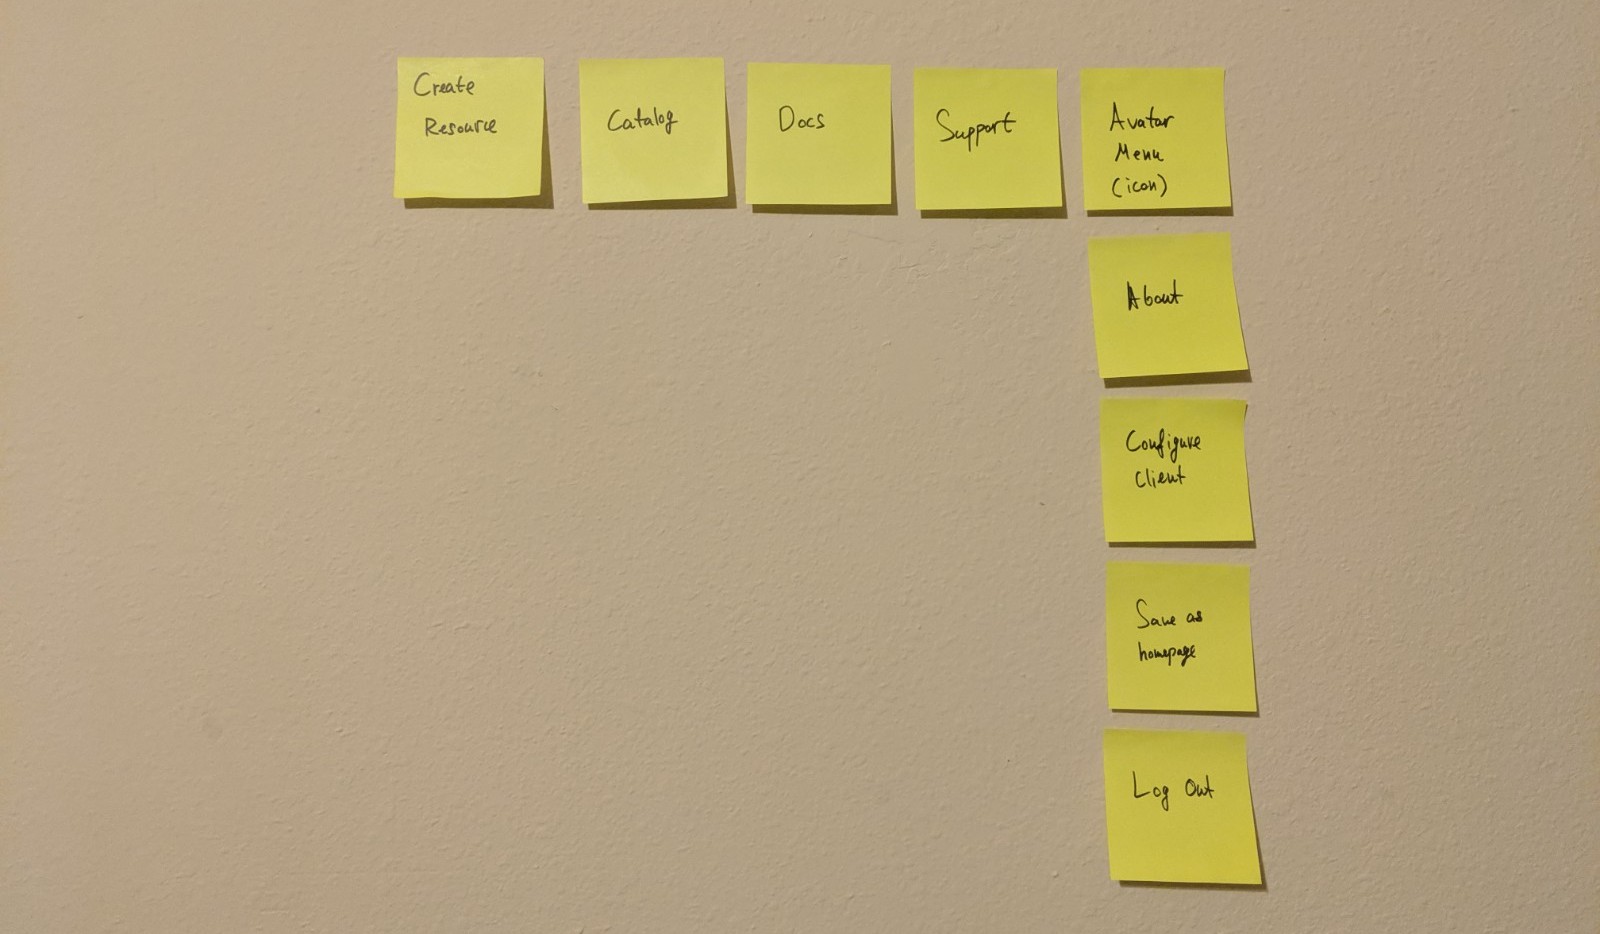 Create
Resource
Catalog
Docs
Support
Avatar
Menu
(icon)
About
Configure
Client
Save as
homepage
Log Out